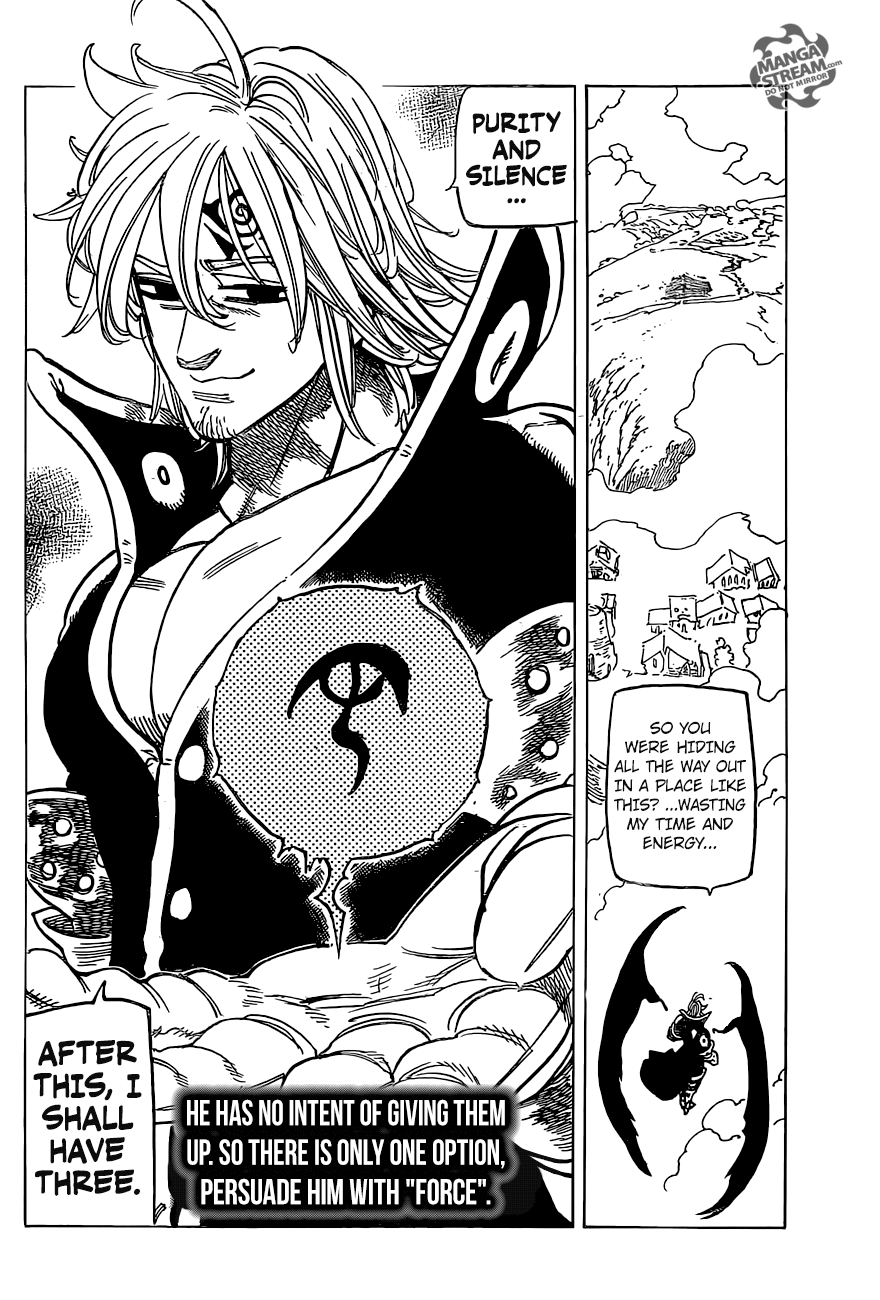 MANGA
STREAM.com
DO NOT MIRROR
SO YOU
WERE HIDING
ALL THE WAY OUT
IN A PLACE LIKE
THIS? ...WASTING
MY TIME AND
ENERGY...
PURITY
AND
SILENCE
...
AFTER
THIS, I
SHALL
HAVE
THREE.
HE HAS NO INTENT OF GIVING THEM
UP. SO THERE IS ONLY ONE OPTION,
PERSUADE HIM WITH "FORCE".